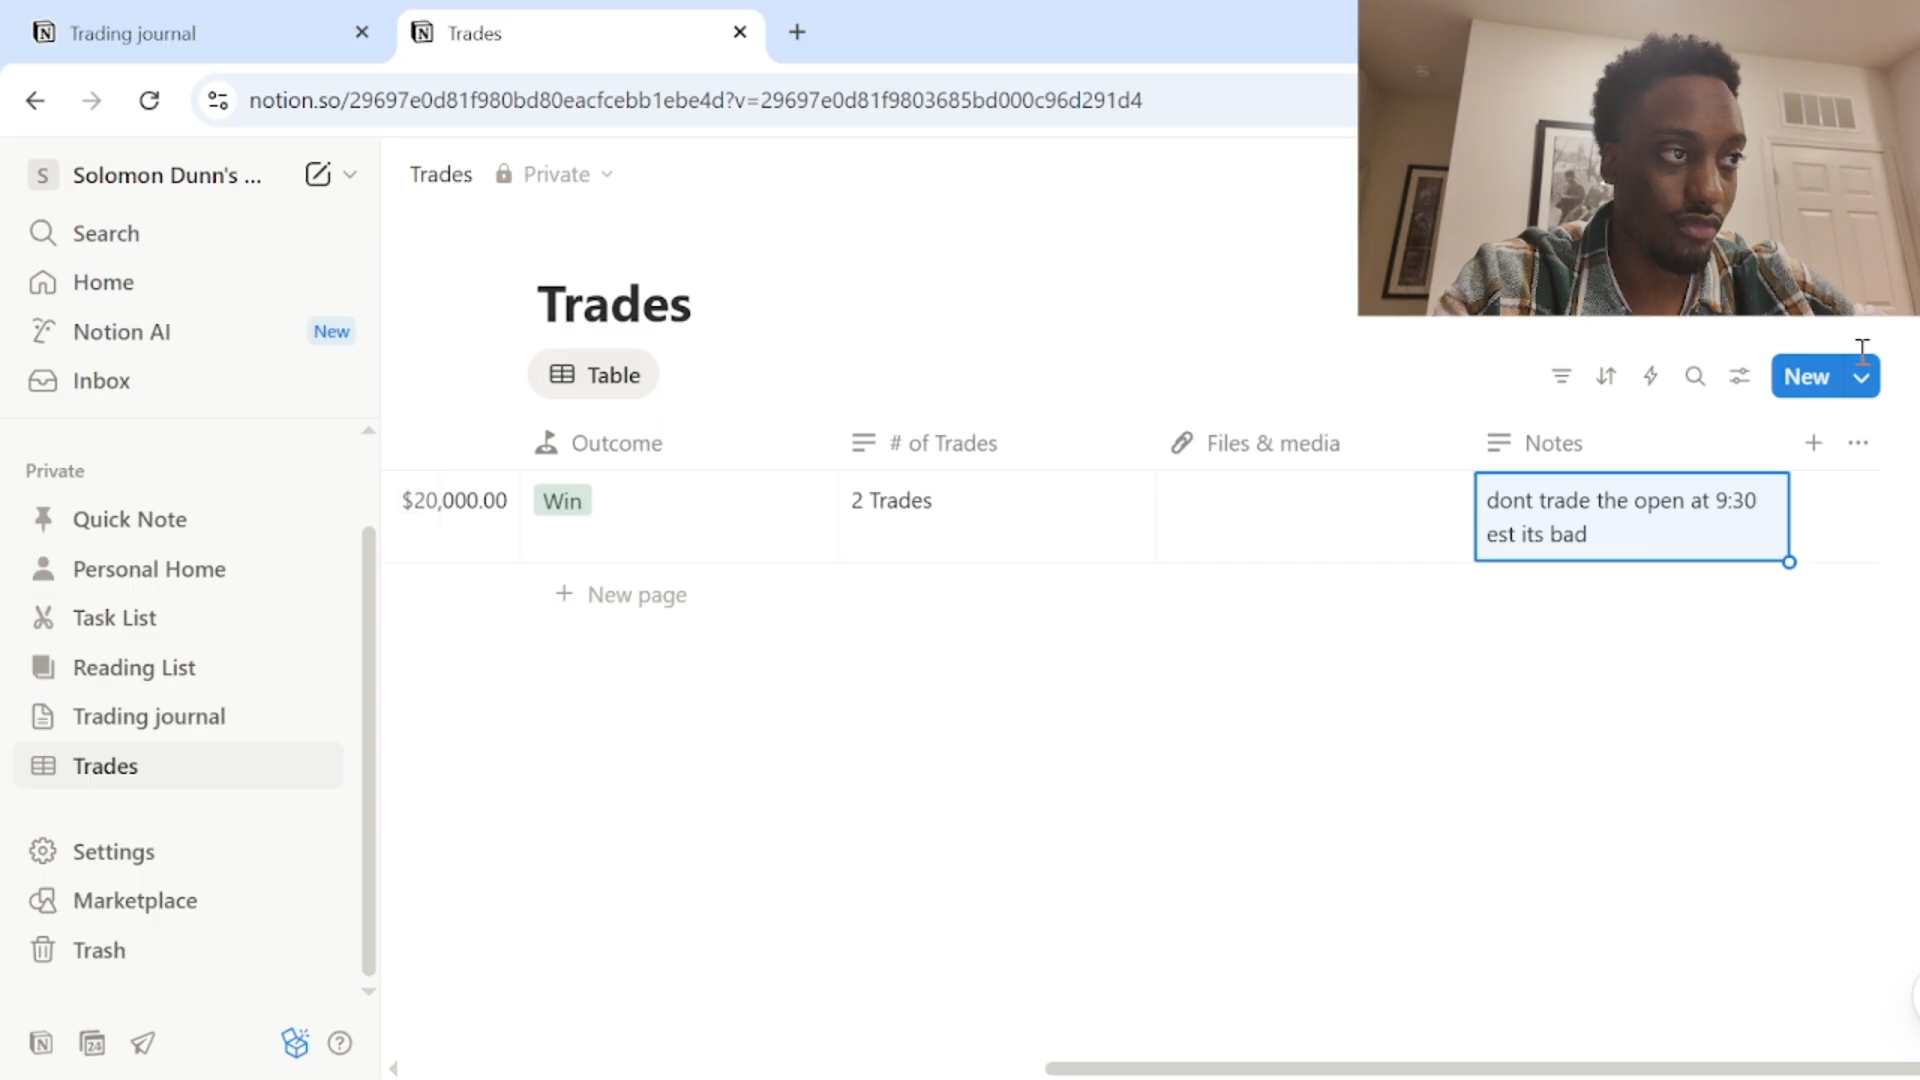 Trading journal
Trades
notion.so/29697e0d81f980bd80eacfcebb1ebe4d?v=29697e0d81f9803685bd000c96d291d4
S Solomon Dunn's ...
Search
Home
Notion AI New
Inbox
Private
Quick Note
Personal Home
Task List
Reading List
Trading journal
Trades
Settings
Marketplace
Trash
24
Trades Private
Trades
Table
New
Outcome # of Trades Files & media Notes
$20,000.00 Win 2 Trades dont trade the open at 9:30
est its bad
New page